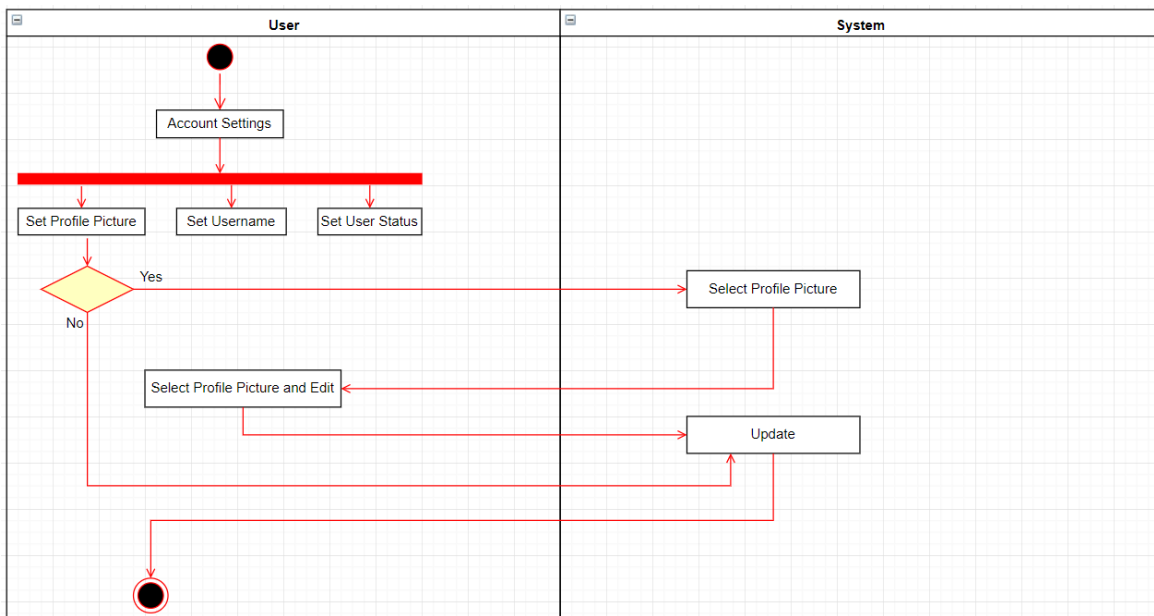 User
System
Account Settings
Set Profile Picture
Set Username
Set User Status
Yes
Select Profile Picture
No
Select Profile Picture and Edit
Update